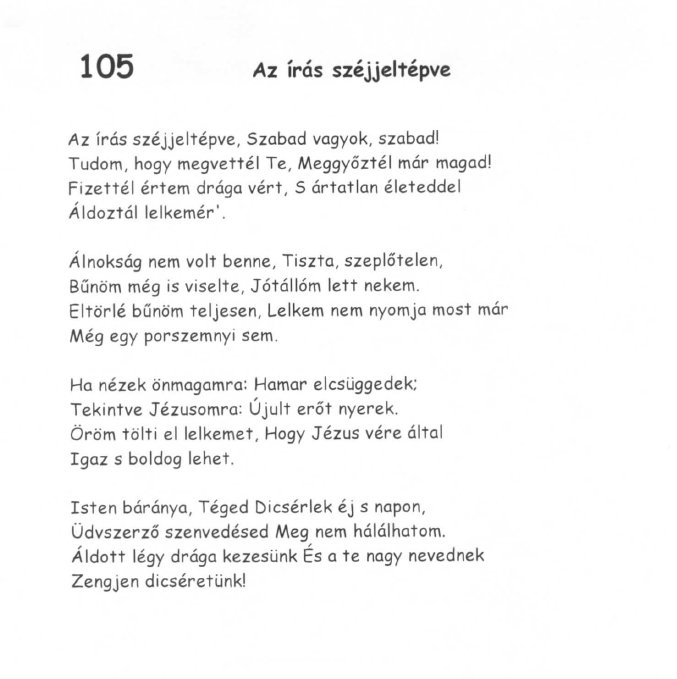 105
Az írás széjjeltépve
Az írás széjjeltépve, Szabad vagyok, szabad!
Tudom, hogy megvettél Te, Meggyőztél már magad!
Fizettél értem drága vért, S ártatlan életeddel
Áldoztál lelkemér'.
Álnokság nem volt benne, Tiszta, szeplőtelen,
Bűnöm még is viselte, Jótállóm lett nekem.
Eltörlé bűnöm teljesen, Lelkem nem nyomja most már
Még egy porszemnyi sem.
Ha nézek önmagamra: Hamar elcsüggedek;
Tekintve Jézusomra: Újult erőt nyerek.
Öröm tölti el lelkemet, Hogy Jézus vére által
Igaz s boldog lehet.
Isten báránya, Téged Dicsérlek éj s napon,
Üdvszerző szenvedésed Meg nem hálálhatom.
Áldott légy drága kezesünk És a te nagy nevednek
Zengjen dicséretünk!